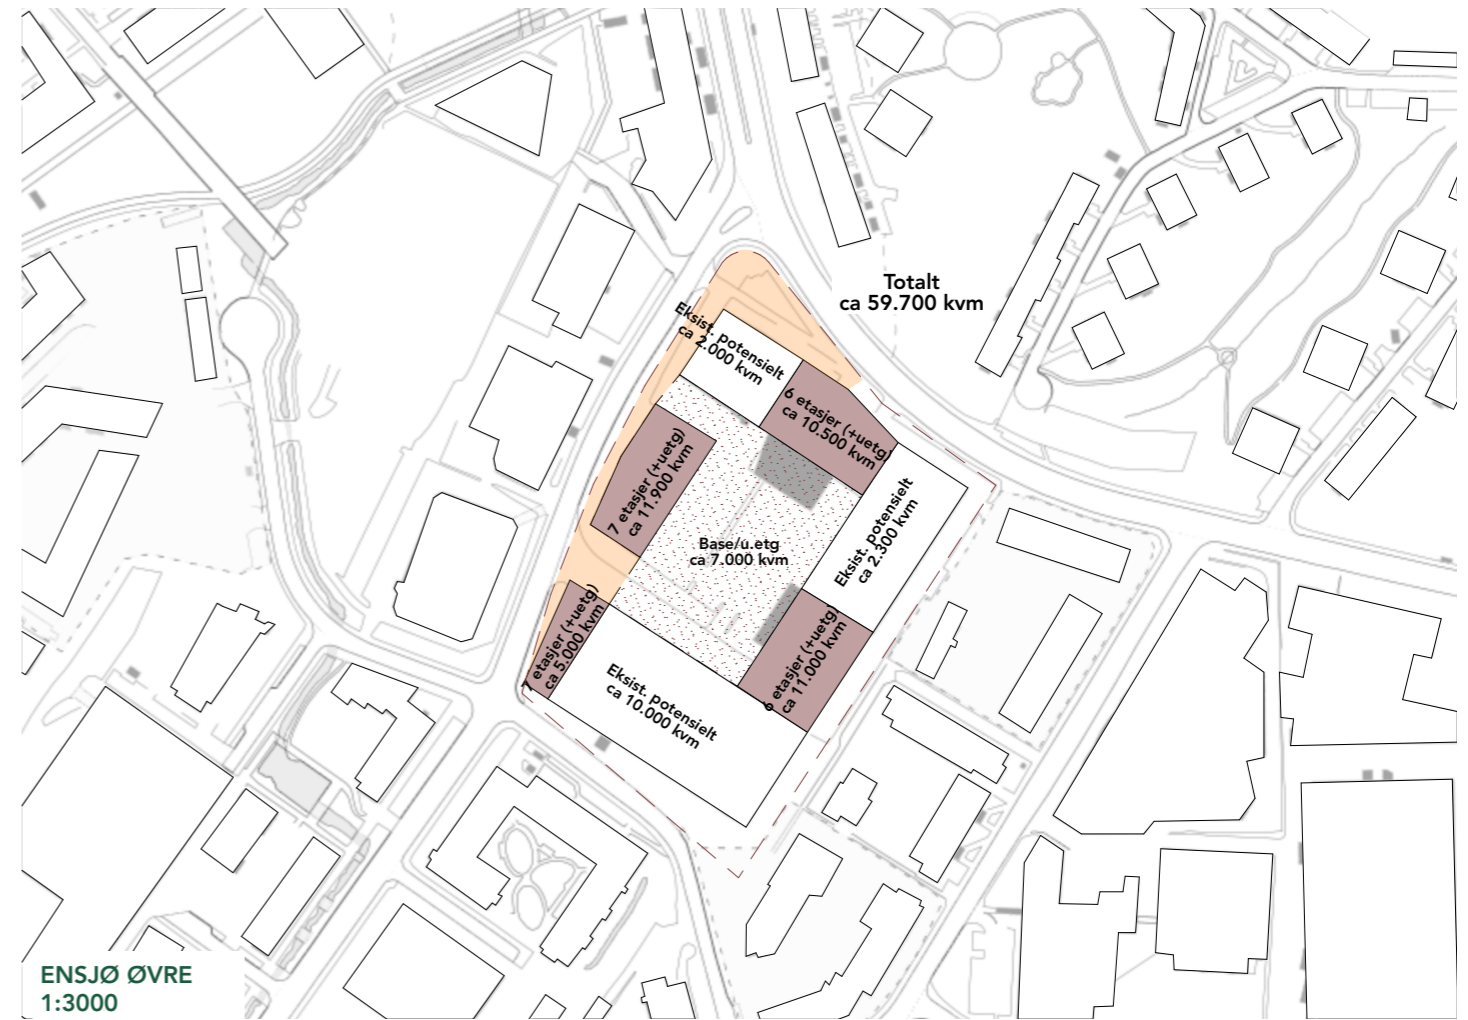 Totalt
ca 59.700 kvm
Eksist. potensielt
ca 2.000 kvm
6 etasjer (+uetg)
ca 10.500 kvm
7 etasjer (+uetg)
ca 11.900 kvm
Eksist. potensielt
ca 2.300 kvm
Base/u.etg
ca 7.000 kvm
7 etasjer (+uetg)
ca 5.000 kvm
6 etasjer (+uetg)
ca 11.000 kvm
Eksist. potensielt
ca 10.000 kvm
ENSJØ ØVRE
1:3000